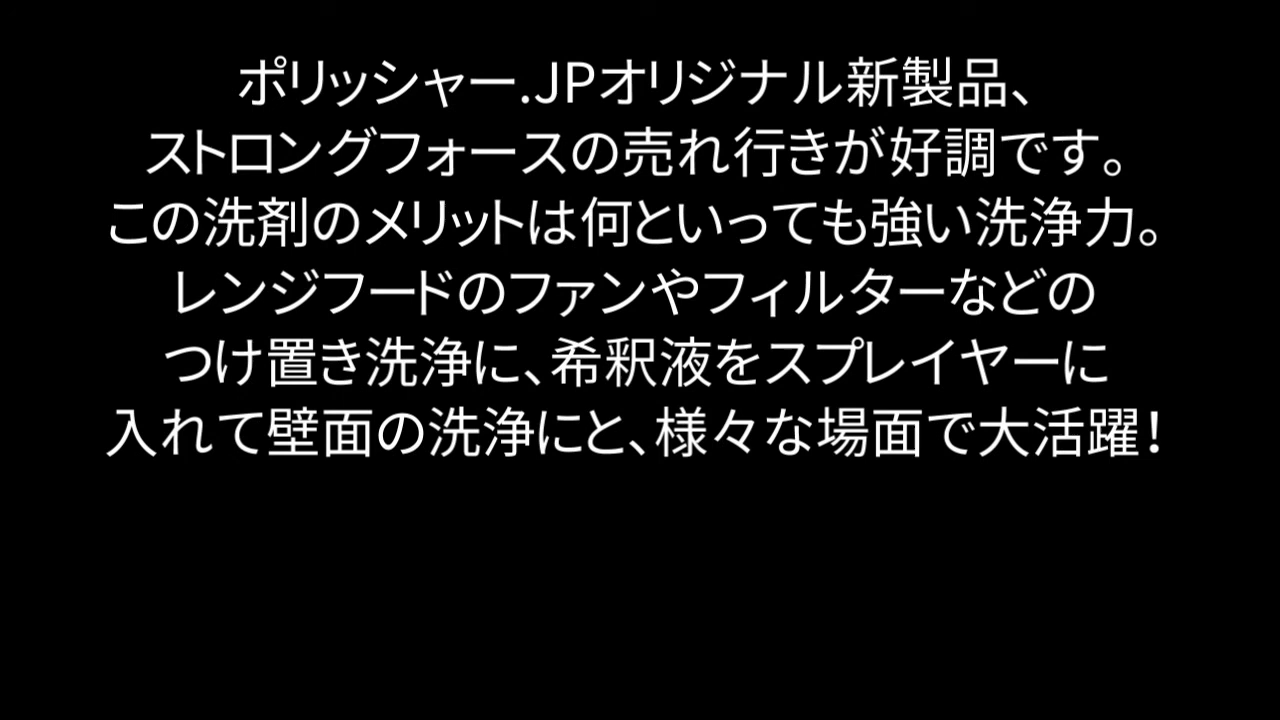 ポリッシャー.JPオリジナル新製品、
ストロングフォースの売れ行きが好調です。
この洗剤のメリットは何といっても強い洗浄力。
レンジフードのファンやフィルターなどの
つけ置き洗浄に、希釈液をスプレイヤーに
入れて壁面の洗浄にと、様々な場面で大活躍！